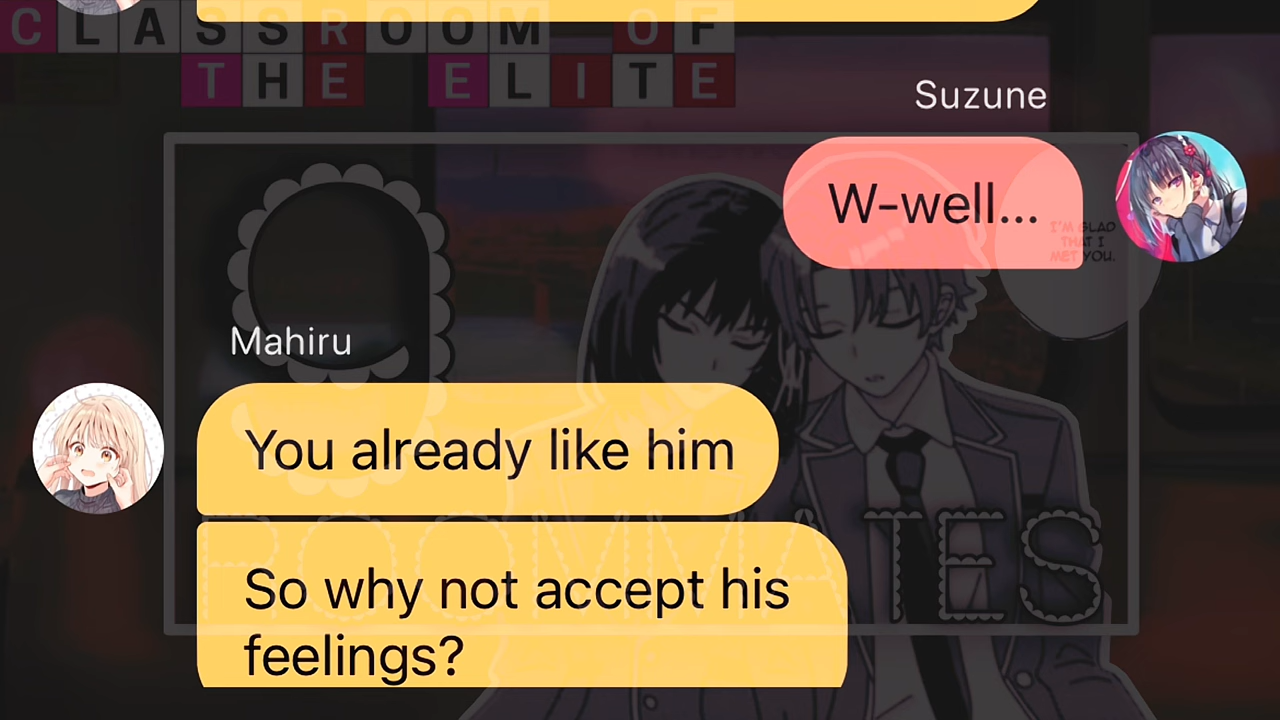 CLASSROOM OF
THE ELITE
Suzune
W-well...
I'M GLAD
THAT I
MET YOU.
Mahiru
You already like him
So why not accept his
feelings?
ROOMMATES